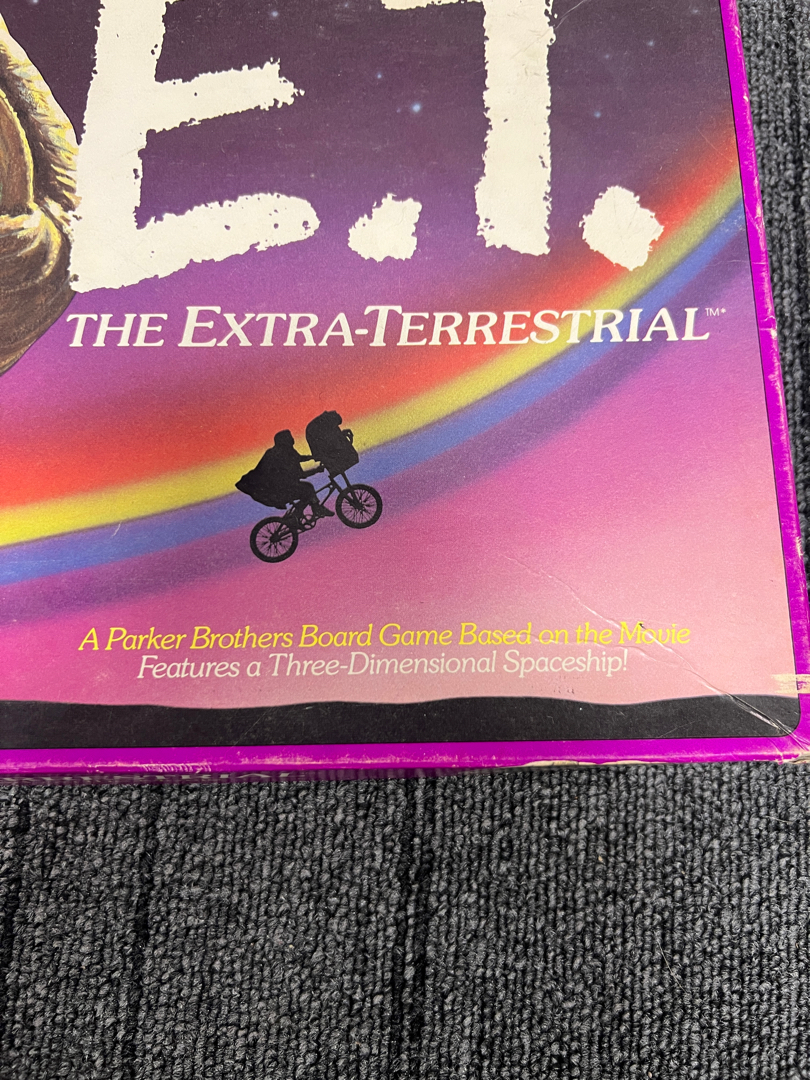 E.T.
THE EXTRA-TERRESTRIAL™*
A Parker Brothers Board Game Based on the Movie
Features a Three-Dimensional Spaceship!